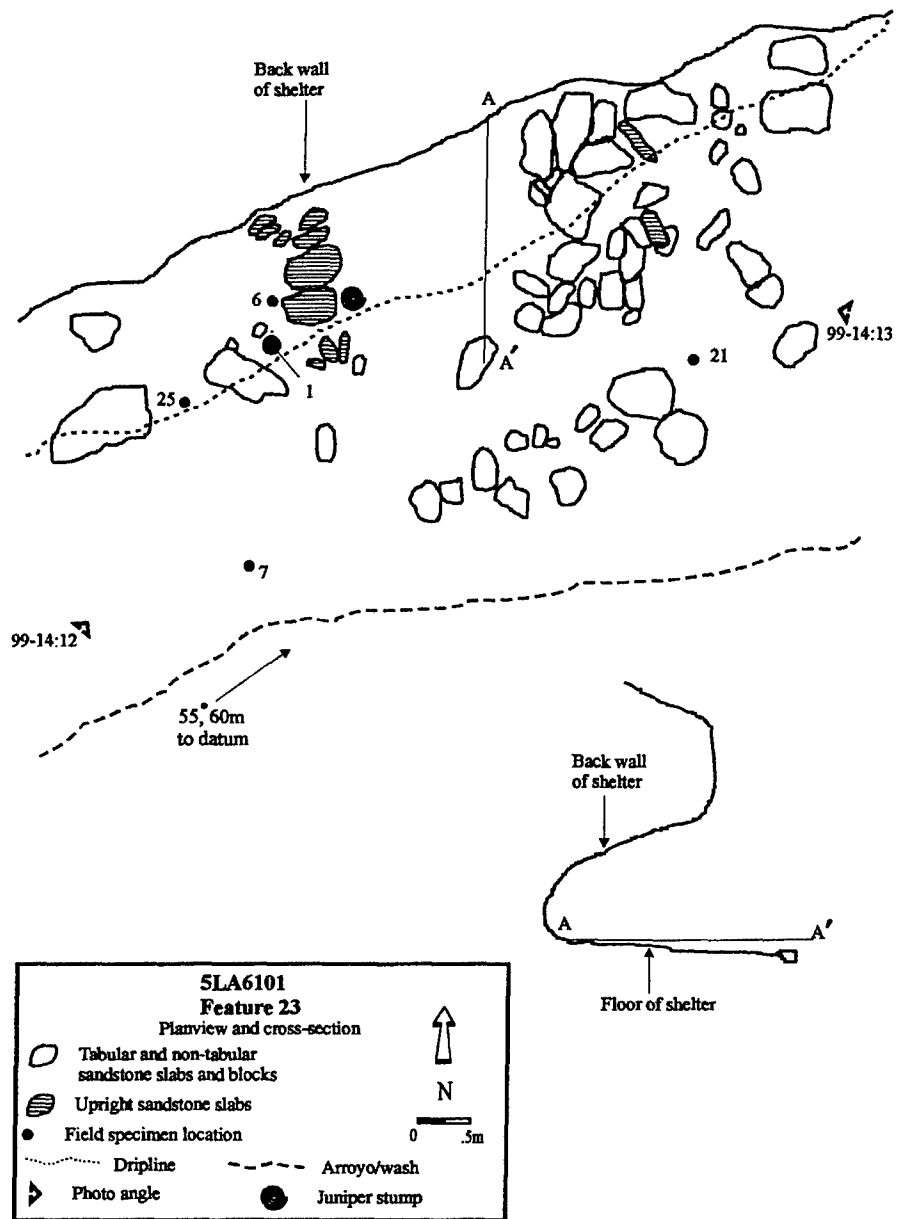 Back wall
of shelter
A
6
99-14:13
21
A'
1
25
7
99-14:12
55, 60m
to datum
Back wall
of shelter
A
A'
Floor of shelter
5LA6101
Feature 23
Planview and cross-section
Tabular and non-tabular
sandstone slabs and blocks
Upright sandstone slabs
N
Field specimen location
0 .5m
Dripline
Arroyo/wash
Photo angle
Juniper stump